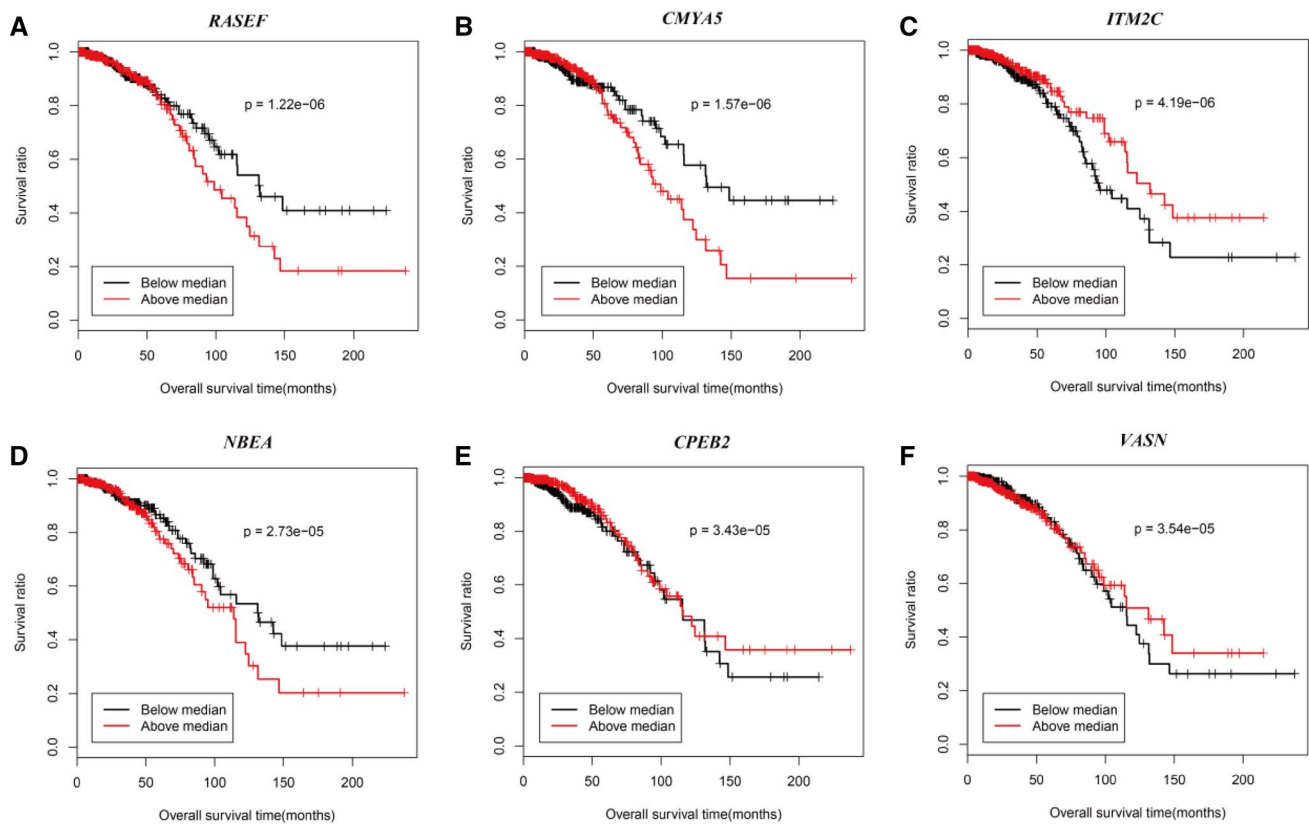 A
RASEF
Survival ratio
1.0
0.8
0.6
0.4
0.2
0.0
p = 1.22e−06
Below median
Above median
0 50 100 150 200
Overall survival time(months)
B
CMYA5
Survival ratio
1.0
0.8
0.6
0.4
0.2
0.0
p = 1.57e−06
Below median
Above median
0 50 100 150 200
Overall survival time(months)
C
ITM2C
Survival ratio
1.0
0.8
0.6
0.4
0.2
0.0
p = 4.19e−06
Below median
Above median
0 50 100 150 200
Overall survival time(months)
D
NBEA
Survival ratio
1.0
0.8
0.6
0.4
0.2
0.0
p = 2.73e−05
Below median
Above median
0 50 100 150 200
Overall survival time(months)
E
CPEB2
Survival ratio
1.0
0.8
0.6
0.4
0.2
0.0
p = 3.43e−05
Below median
Above median
0 50 100 150 200
Overall survival time(months)
F
VASN
Survival ratio
1.0
0.8
0.6
0.4
0.2
0.0
p = 3.54e−05
Below median
Above median
0 50 100 150 200
Overall survival time(months)